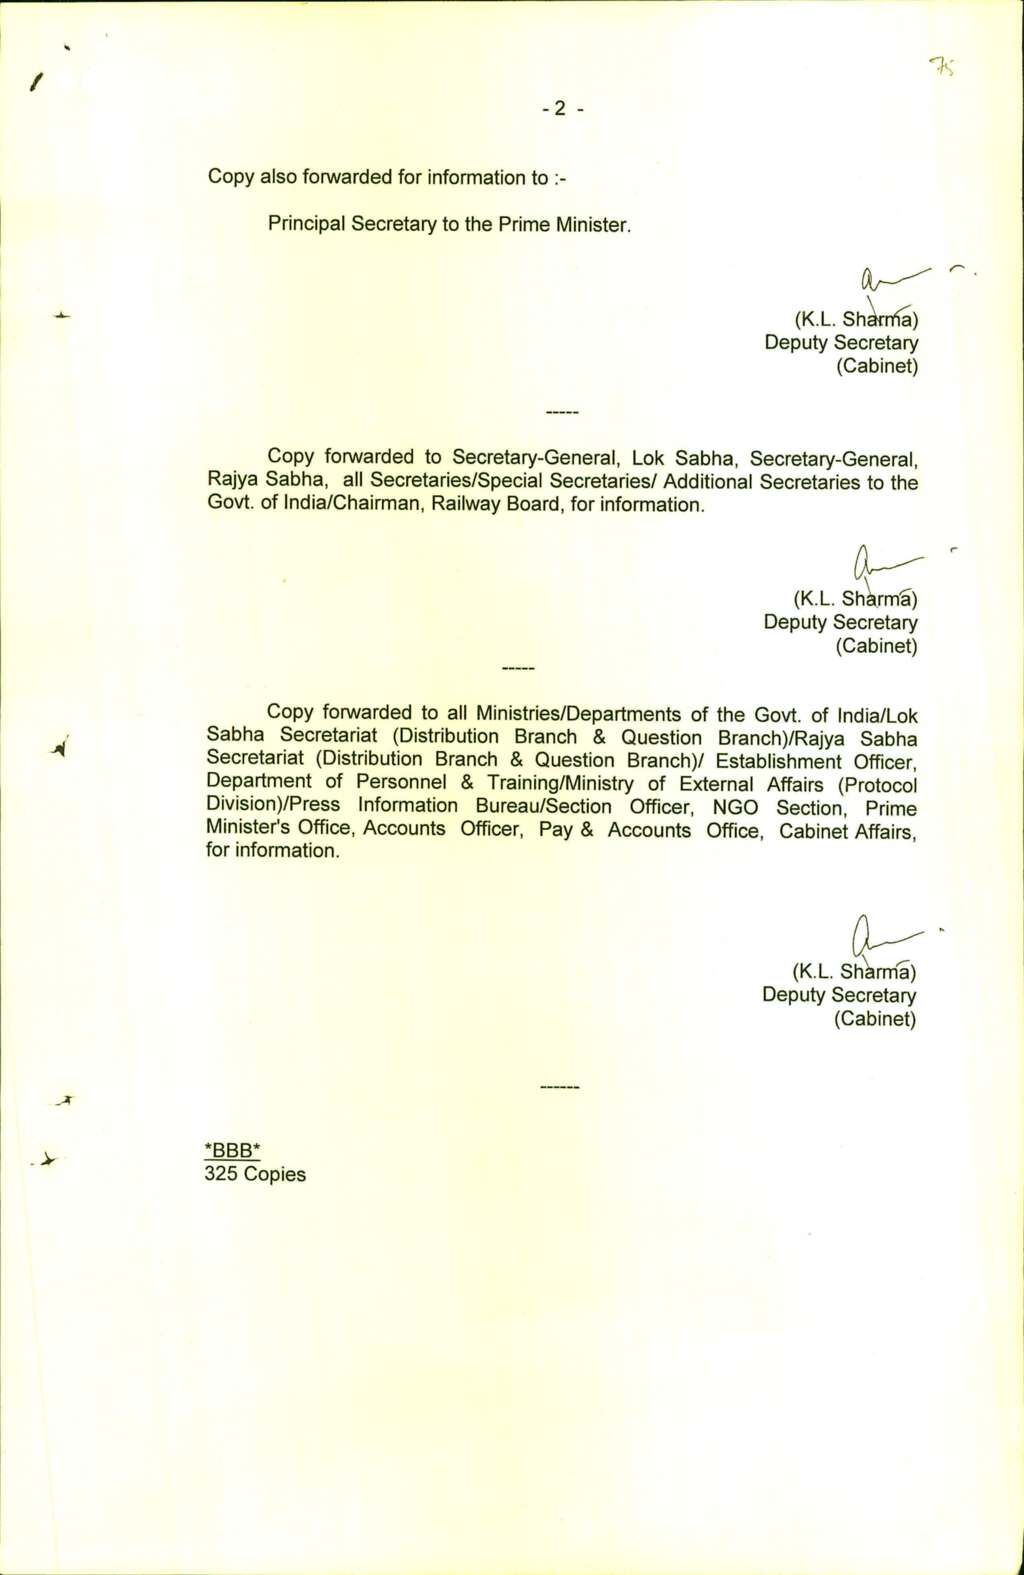 75
- 2 -
Copy also forwarded for information to :-
Principal Secretary to the Prime Minister.
(K.L. Sharma)
Deputy Secretary
(Cabinet)
-----
Copy forwarded to Secretary-General, Lok Sabha, Secretary-General,
Rajya Sabha, all Secretaries/Special Secretaries/ Additional Secretaries to the
Govt. of India/Chairman, Railway Board, for information.
(K.L. Sharma)
Deputy Secretary
(Cabinet)
-----
Copy forwarded to all Ministries/Departments of the Govt. of India/Lok
Sabha Secretariat (Distribution Branch & Question Branch)/Rajya Sabha
Secretariat (Distribution Branch & Question Branch)/ Establishment Officer,
Department of Personnel & Training/Ministry of External Affairs (Protocol
Division)/Press Information Bureau/Section Officer, NGO Section, Prime
Minister's Office, Accounts Officer, Pay & Accounts Office, Cabinet Affairs,
for information.
(K.L. Sharma)
Deputy Secretary
(Cabinet)
------
*BBB*
325 Copies